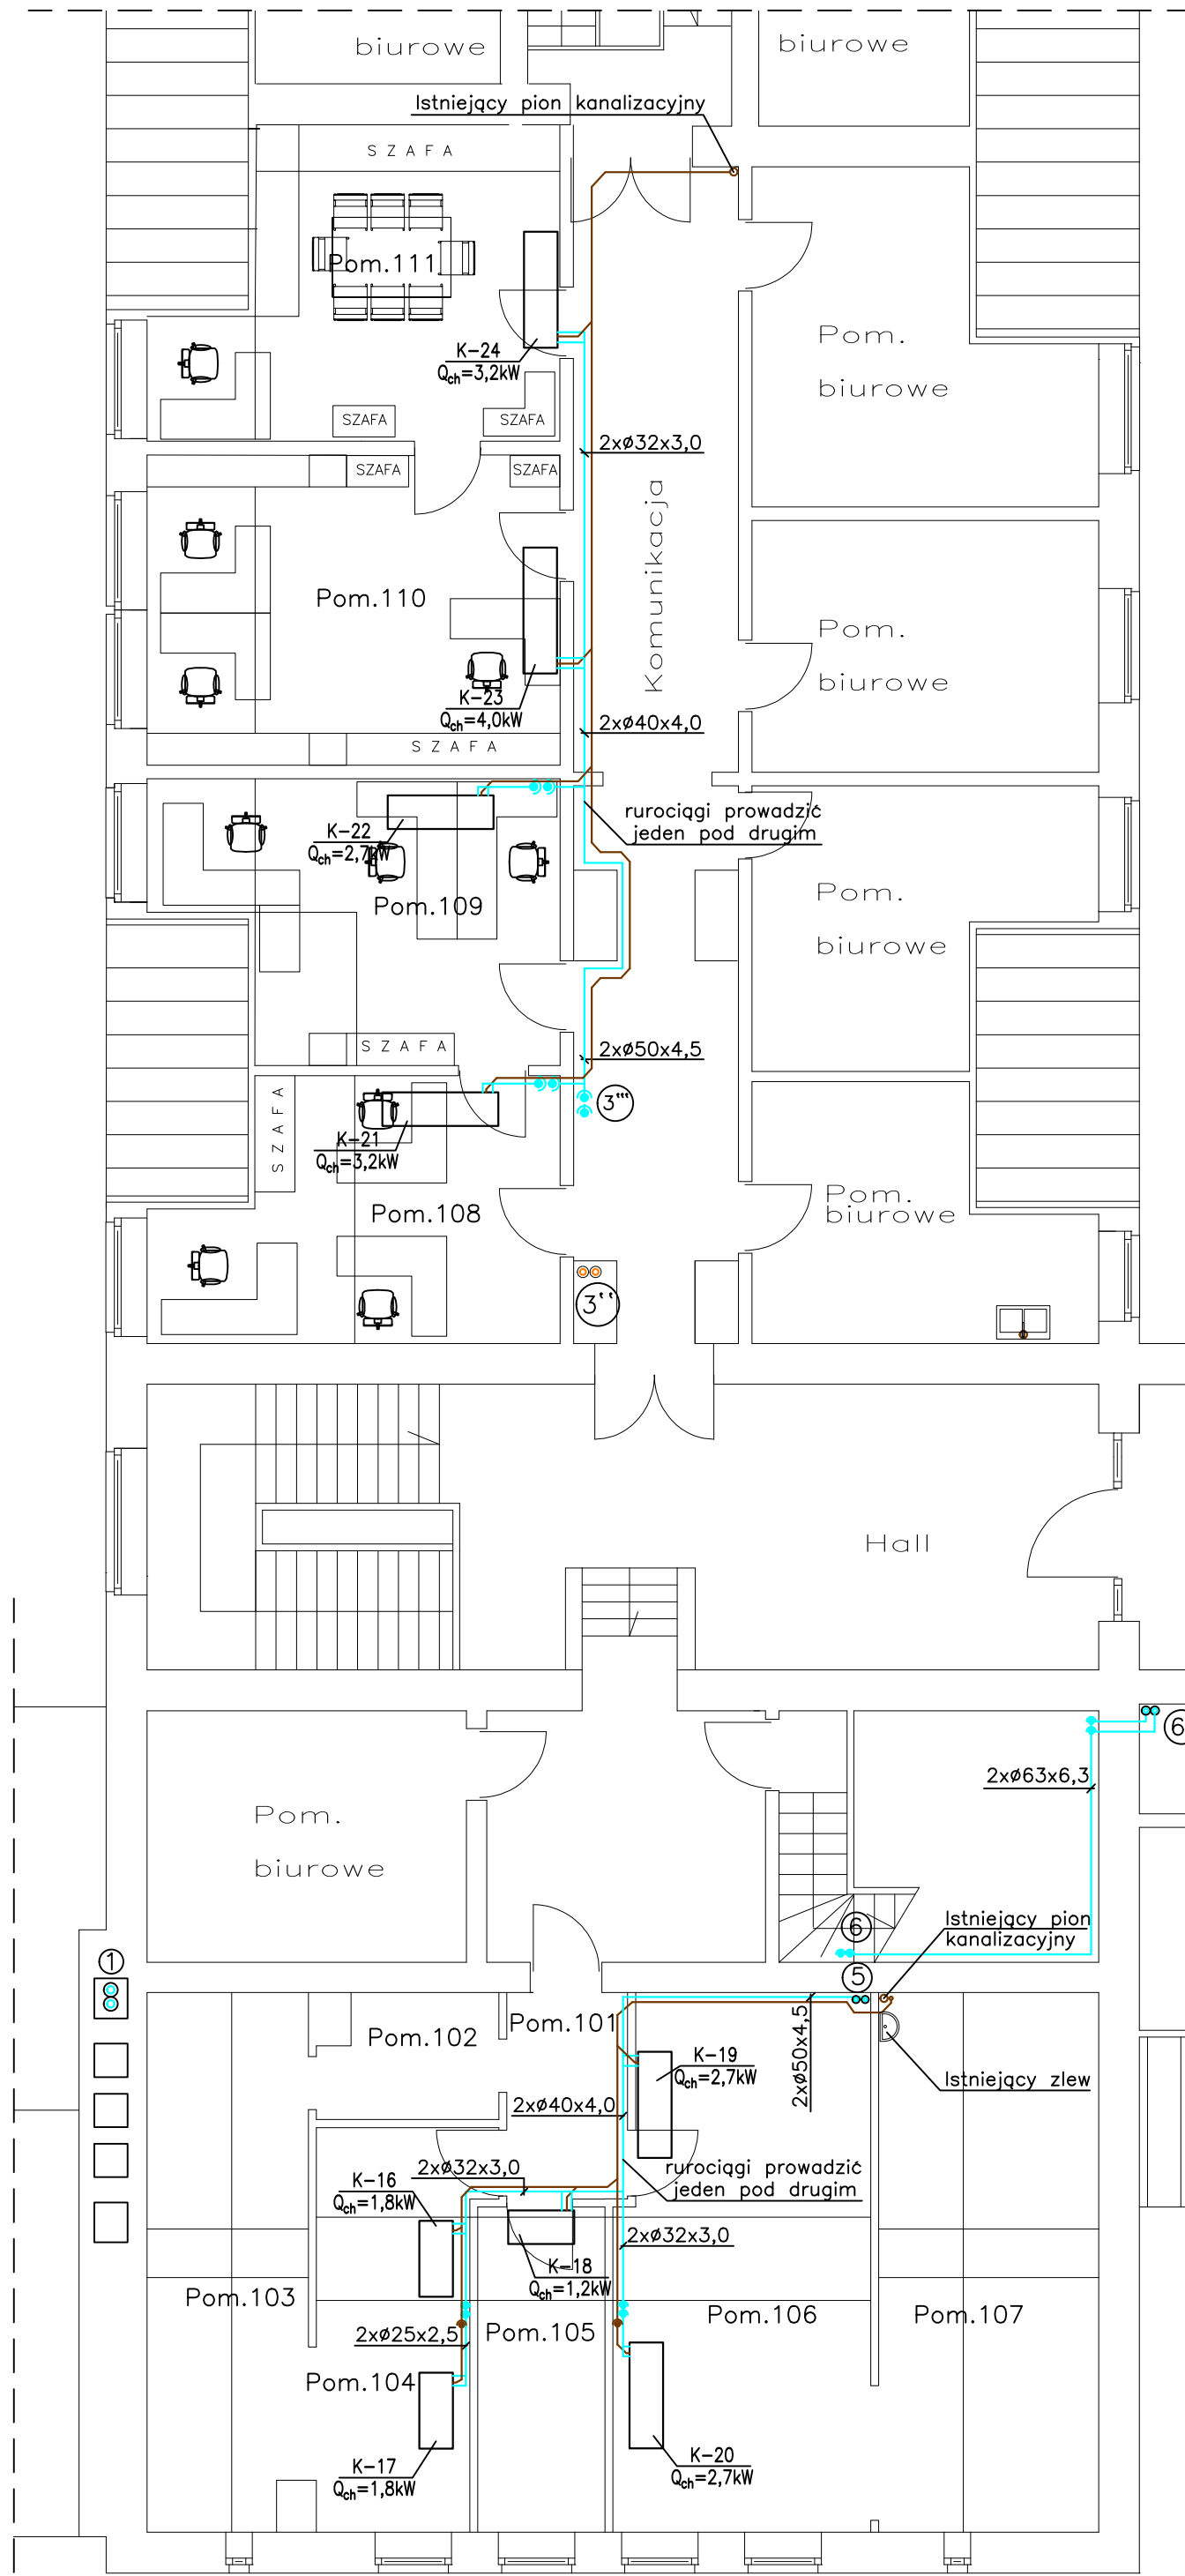 biurowe
biurowe
Istniejący pion kanalizacyjny
S Z A F A
Pom.111
K-24
Qch=3,2kW
Pom.
biurowe
SZAFA
SZAFA
2xø32x3,0
SZAFA
SZAFA
Komunikacja
Pom.110
Pom.
biurowe
K-23
Qch=4,0kW
2xø40x4,0
S Z A F A
rurociągi prowadzić
jeden pod drugim
K-22
Qch=2,7kW
Pom.109
Pom.
biurowe
S Z A F A
2xø50x4,5
3'''
S Z A F A
K-21
Qch=3,2kW
Pom.108
Pom.
biurowe
3''
Hall
6
2xø63x6,3
Pom.
biurowe
Istniejący pion
kanalizacyjny
6
1
5
Pom.101
Pom.102
2xø50x4,5
K-19
Qch=2,7kW
Istniejący zlew
2xø40x4,0
2xø32x3,0
rurociągi prowadzić
jeden pod drugim
K-16
Qch=1,8kW
2xø32x3,0
K-18
Qch=1,2kW
Pom.103
Pom.106
Pom.107
2xø25x2,5
Pom.105
Pom.104
K-17
Qch=1,8kW
K-20
Qch=2,7kW